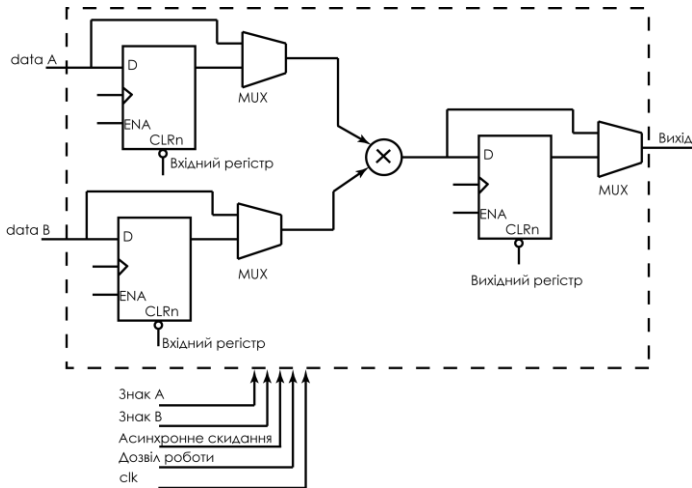 data A
D
MUX
ENA
CLRn
Вхідний регістр
D
Вихід
MUX
ENA
CLRn
Вихідний регістр
data B
D
MUX
ENA
CLRn
Вхідний регістр
Знак A
Знак B
Асинхронне скидання
Дозвіл роботи
clk